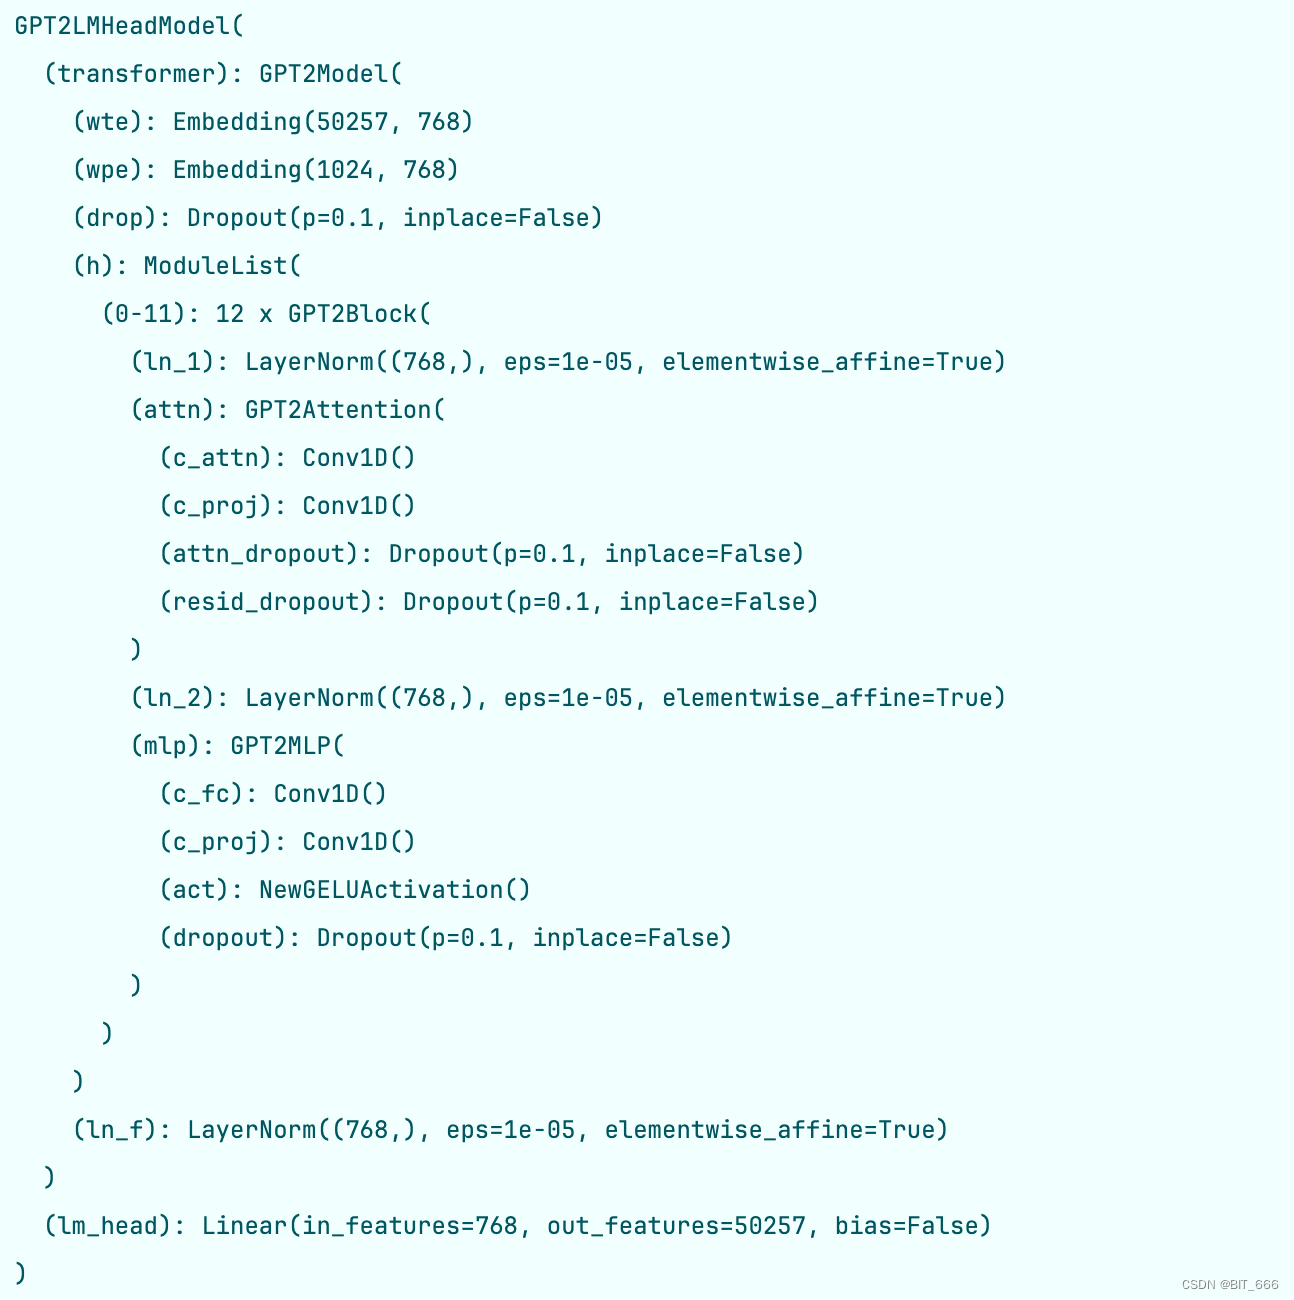 GPT2LMHeadModel(
  (transformer): GPT2Model(
    (wte): Embedding(50257, 768)
    (wpe): Embedding(1024, 768)
    (drop): Dropout(p=0.1, inplace=False)
    (h): ModuleList(
      (0-11): 12 x GPT2Block(
        (ln_1): LayerNorm((768,), eps=1e-05, elementwise_affine=True)
        (attn): GPT2Attention(
          (c_attn): Conv1D()
          (c_proj): Conv1D()
          (attn_dropout): Dropout(p=0.1, inplace=False)
          (resid_dropout): Dropout(p=0.1, inplace=False)
        )
        (ln_2): LayerNorm((768,), eps=1e-05, elementwise_affine=True)
        (mlp): GPT2MLP(
          (c_fc): Conv1D()
          (c_proj): Conv1D()
          (act): NewGELUActivation()
          (dropout): Dropout(p=0.1, inplace=False)
        )
      )
    )
    (ln_f): LayerNorm((768,), eps=1e-05, elementwise_affine=True)
  )
  (lm_head): Linear(in_features=768, out_features=50257, bias=False)
)
CSDN @BIT_666